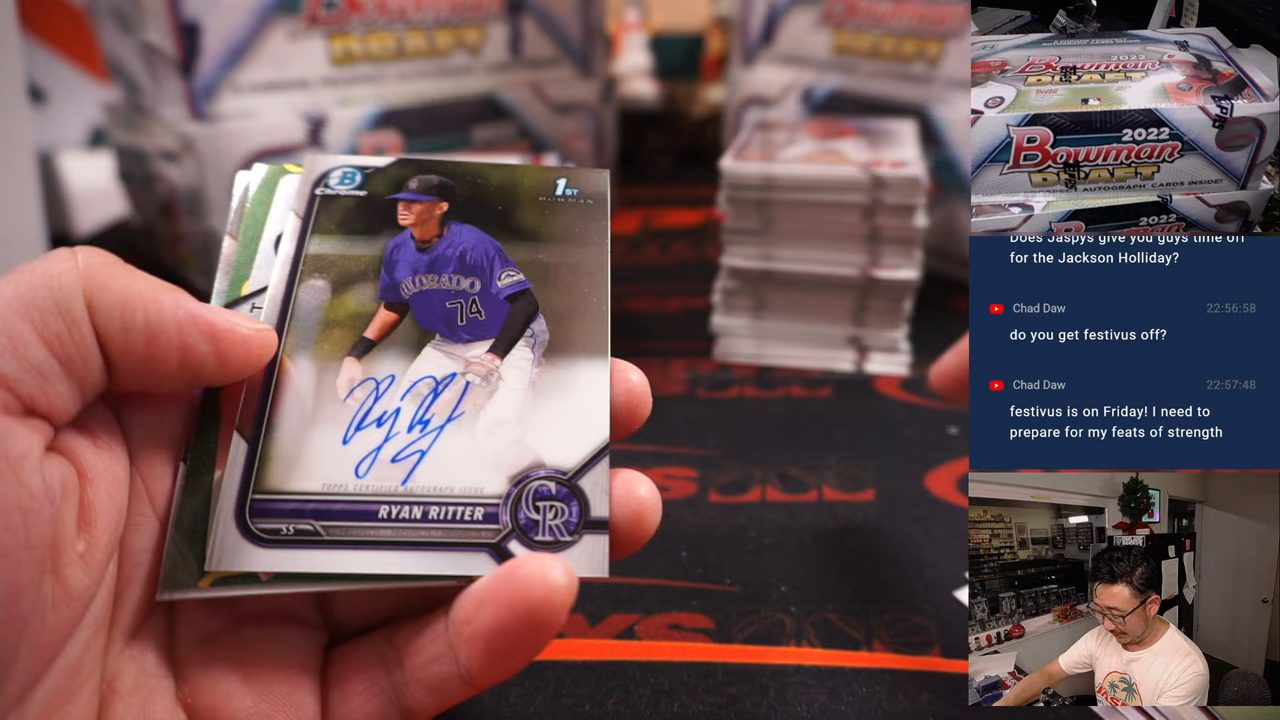 Bowman
DRAFT
B
Chrome
1ST
BOWMAN
COLORADO
74
TOPPS CERTIFIED AUTOGRAPH ISSUE
RYAN RITTER
SS
CR
2022
Bowman
DRAFT
2022
Bowman
DRAFT
AUTOGRAPH CARDS INSIDE!
2022
Does Jaspys give you guys time off
for the Jackson Holliday?
Chad Daw
22:56:58
do you get festivus off?
Chad Daw
22:57:48
festivus is on Friday! I need to
prepare for my feats of strength